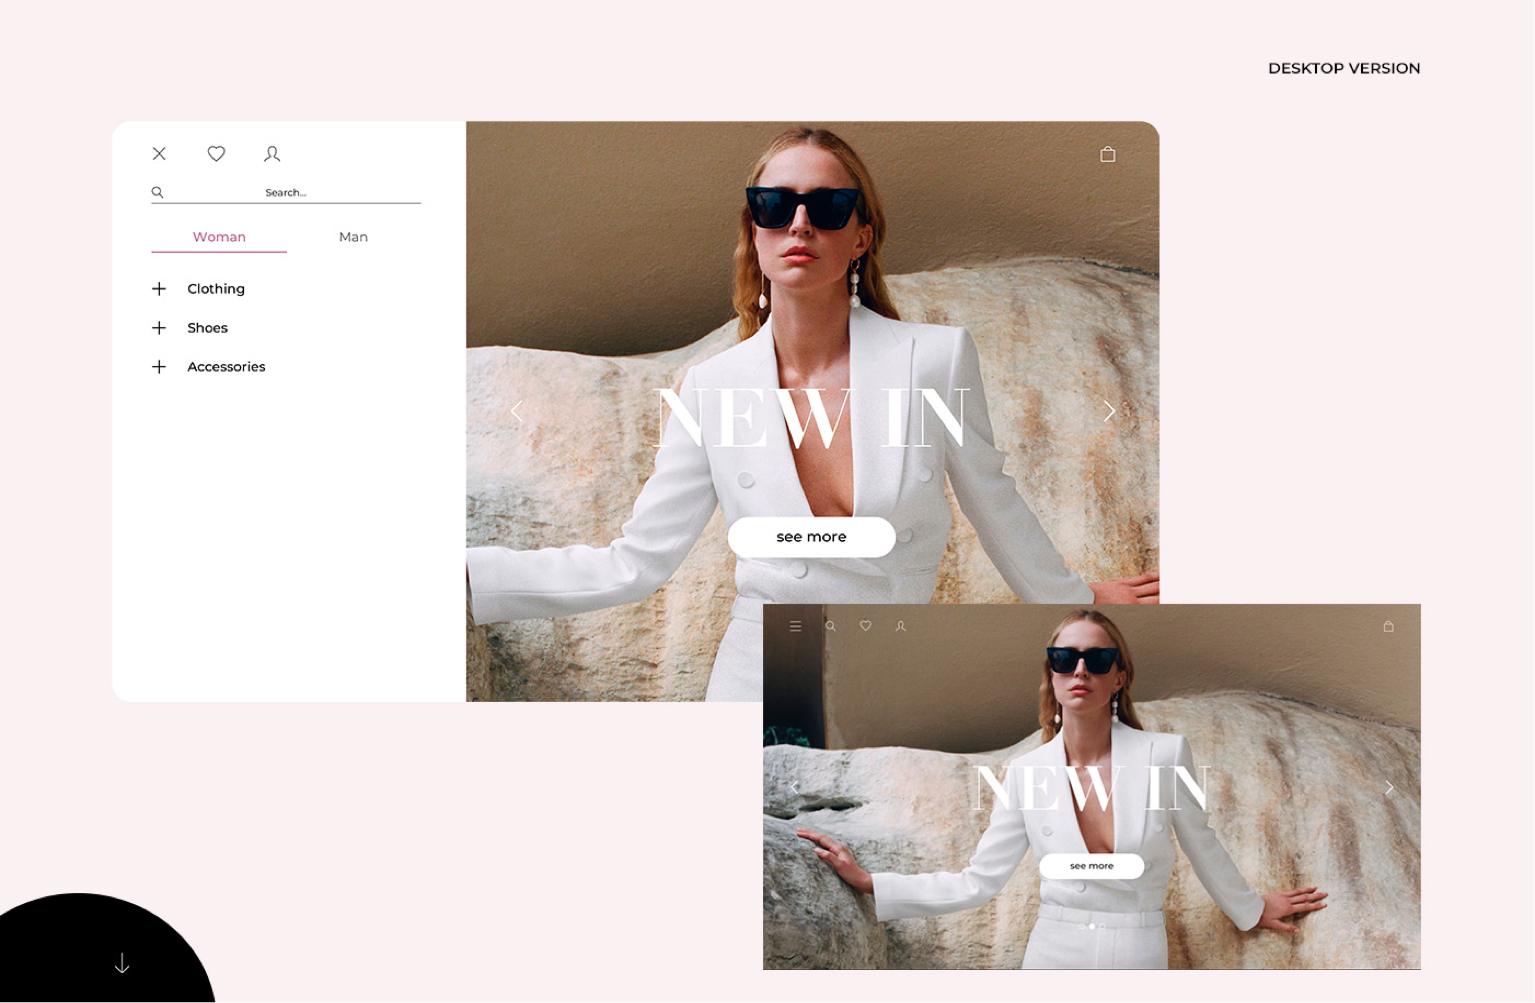 DESKTOP VERSION
Search...
Woman Man
Clothing
Shoes
Accessories
NEW IN
see more
NEW IN
see more